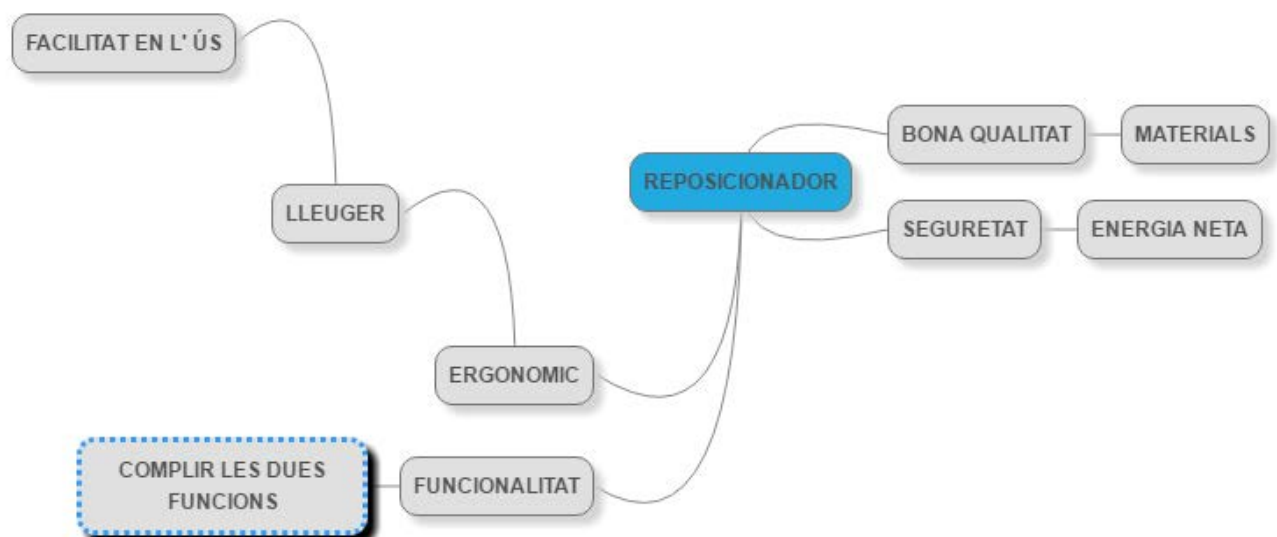 FACILITAT EN L' ÚS
BONA QUALITAT
MATERIALS
REPOSICIONADOR
LLEUGER
SEGURETAT
ENERGIA NETA
ERGONOMIC
COMPLIR LES DUES
FUNCIONS
FUNCIONALITAT